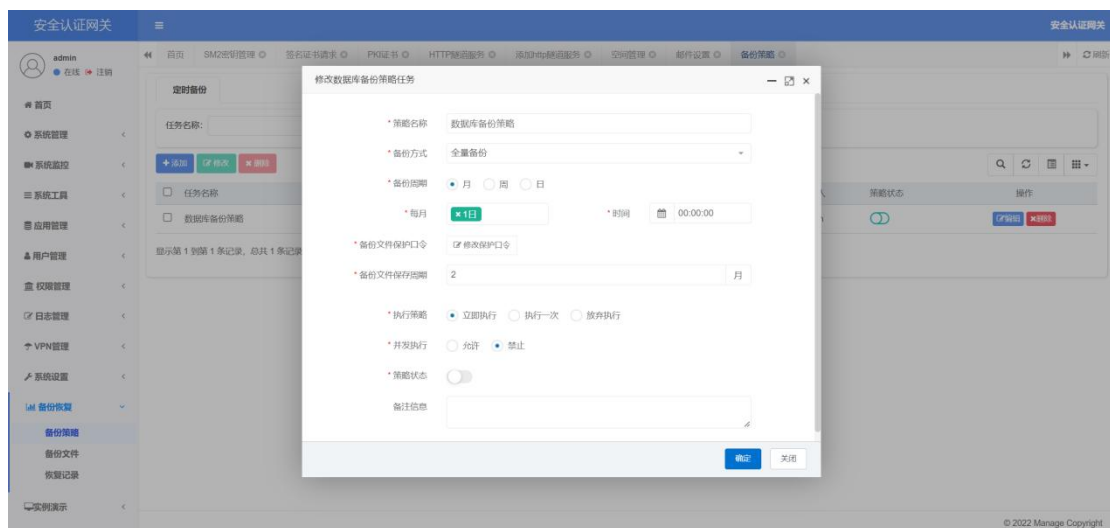 安全认证网关
安全认证网关
admin
在线 注销
首页 SM2密钥管理 签名证书请求 PKI证书 HTTP隧道服务 添加http隧道服务 空间管理 邮件设置 备份策略 刷新
首页
系统管理
系统监控
系统工具
应用管理
用户管理
权限管理
日志管理
VPN管理
系统设置
备份恢复
备份策略
备份文件
恢复记录
实例演示
定时备份
任务名称:
添加 修改 删除
任务名称 策略状态 操作
数据库备份策略 编辑 删除
显示第 1 到第 1 条记录，总共 1 条记录
修改数据库备份策略任务
* 策略名称 数据库备份策略
* 备份方式 全量备份
* 备份周期 月 周 日
* 每月 ×1日 * 时间 00:00:00
* 备份文件保护口令 修改保护口令
* 备份文件保存周期 2 月
* 执行策略 立即执行 执行一次 放弃执行
* 并发执行 允许 禁止
* 策略状态
备注信息
确定 关闭
© 2022 Manage Copyright